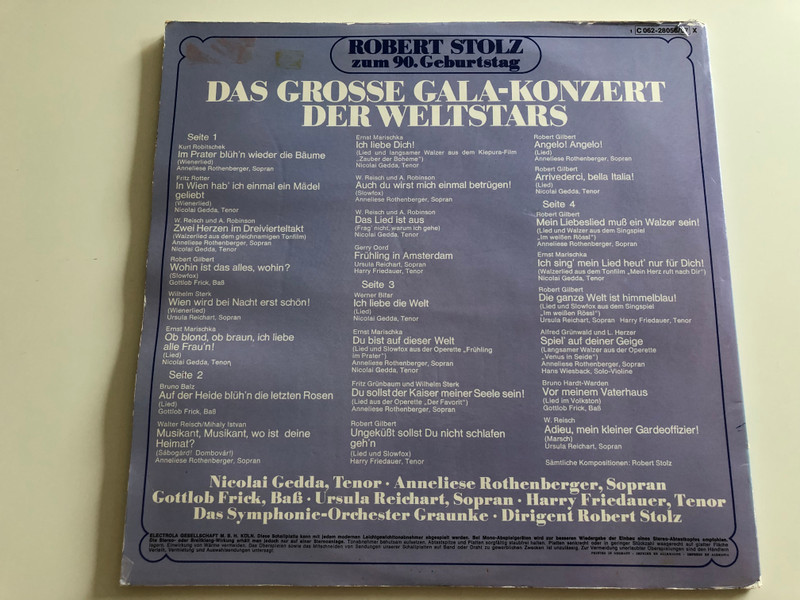 1 C 062-28056/57 X
ROBERT STOLZ
zum 90. Geburtstag
DAS GROSSE GALA-KONZERT
DER WELTSTARS
Seite 1
Kurt Robitschek
Im Prater blüh'n wieder die Bäume
(Wienerlied)
Anneliese Rothenberger, Sopran
Fritz Rotter
In Wien hab' ich einmal ein Mädel
geliebt
(Wienerlied)
Nicolai Gedda, Tenor
W. Reisch und A. Robinson
Zwei Herzen im Dreivierteltakt
(Walzerlied aus dem gleichnamigen Tonfilm)
Anneliese Rothenberger, Sopran
Nicolai Gedda, Tenor
Robert Gilbert
Wohin ist das alles, wohin?
(Slowfox)
Gottlob Frick, Baß
Wilhelm Sterk
Wien wird bei Nacht erst schön!
(Wienerlied)
Ursula Reichart, Sopran
Ernst Marischka
Ob blond, ob braun, ich liebe
alle Frau'n!
(Lied)
Nicolai Gedda, Tenor
Seite 2
Bruno Balz
Auf der Heide blüh'n die letzten Rosen
(Lied)
Gottlob Frick, Baß
Walter Reisch/Mihaly Istvan
Musikant, Musikant, wo ist deine
Heimat?
(Sábogárd! Dombovár!)
Anneliese Rothenberger, Sopran
Ernst Marischka
Ich liebe Dich!
(Lied und langsamer Walzer aus dem Kiepura-Film
„Zauber der Boheme")
Nicolai Gedda, Tenor
W. Reisch und A. Robinson
Auch du wirst mich einmal betrügen!
(Slowfox)
Anneliese Rothenberger, Sopran
W. Reisch und A. Robinson
Das Lied ist aus
(Frag' nicht, warum ich gehe)
Nicolai Gedda, Tenor
Gerry Oord
Frühling in Amsterdam
Ursula Reichart, Sopran
Harry Friedauer, Tenor
Seite 3
Werner Bifar
Ich liebe die Welt
(Lied)
Nicolai Gedda, Tenor
Ernst Marischka
Du bist auf dieser Welt
(Lied und Slowfox aus der Operette „Frühling
im Prater")
Anneliese Rothenberger, Sopran
Nicolai Gedda, Tenor
Fritz Grünbaum und Wilhelm Sterk
Du sollst der Kaiser meiner Seele sein!
(Lied aus der Operette „Der Favorit")
Anneliese Rothenberger, Sopran
Robert Gilbert
Ungeküßt sollst Du nicht schlafen
geh'n
(Lied und Slowfox)
Harry Friedauer, Tenor
Robert Gilbert
Angelo! Angelo!
(Lied)
Anneliese Rothenberger, Sopran
Robert Gilbert
Arrivederci, bella Italia!
(Lied)
Nicolai Gedda, Tenor
Seite 4
Robert Gilbert
Mein Liebeslied muß ein Walzer sein!
(Lied und Walzer aus dem Singspiel
„Im weißen Rössl")
Anneliese Rothenberger, Sopran
Ernst Marischka
Ich sing' mein Lied heut' nur für Dich!
(Walzerlied aus dem Tonfilm „Mein Herz ruft nach Dir")
Nicolai Gedda, Tenor
Robert Gilbert
Die ganze Welt ist himmelblau!
(Lied und Slowfox aus dem Singspiel
„Im weißen Rössl")
Ursula Reichart, Sopran Harry Friedauer, Tenor
Alfred Grünwald und L. Herzer
Spiel' auf deiner Geige
(Langsamer Walzer aus der Operette
„Venus in Seide")
Anneliese Rothenberger, Sopran
Hans Wiesback, Solo-Violine
Bruno Hardt-Warden
Vor meinem Vaterhaus
(Lied im Volkston)
Gottlob Frick, Baß
W. Reisch
Adieu, mein kleiner Gardeoffizier!
(Marsch)
Ursula Reichart, Sopran
Sämtliche Kompositionen: Robert Stolz
Nicolai Gedda, Tenor · Anneliese Rothenberger, Sopran
Gottlob Frick, Baß · Ursula Reichart, Sopran · Harry Friedauer, Tenor
Das Symphonie-Orchester Graunke · Dirigent Robert Stolz
ELECTROLA GESELLSCHAFT M. B. H. KÖLN.